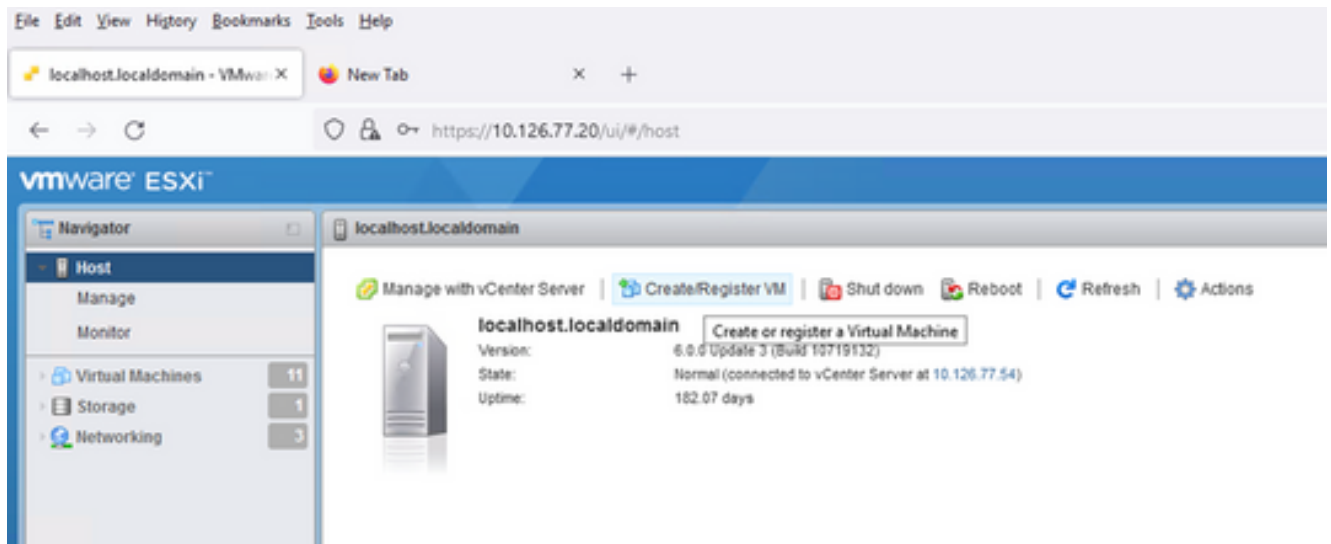 File Edit View History Bookmarks Tools Help
localhost.localdomain - VMwar
New Tab
https://10.126.77.20/ui/#/host
vmware ESXi™
Navigator
localhost.localdomain
Host
Manage
Monitor
Virtual Machines 11
Storage 1
Networking 3
Manage with vCenter Server | Create/Register VM | Shut down Reboot | Refresh | Actions
localhost.localdomain
Create or register a Virtual Machine
Version: 6.0.0 Update 3 (Build 10719132)
State: Normal (connected to vCenter Server at 10.126.77.54)
Uptime: 182.07 days